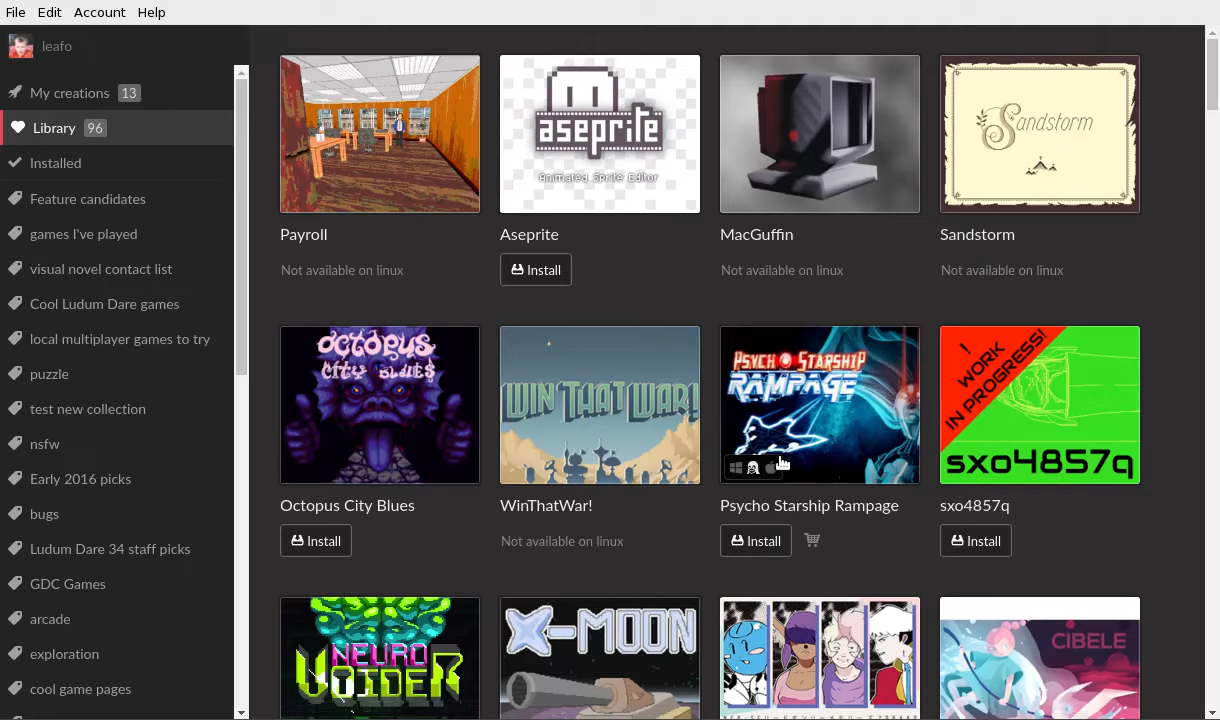 File Edit Account Help
leafo
My creations 13
Library 96
Installed
Feature candidates
games I've played
visual novel contact list
Cool Ludum Dare games
local multiplayer games to try
puzzle
test new collection
nsfw
Early 2016 picks
bugs
Ludum Dare 34 staff picks
GDC Games
arcade
exploration
cool game pages
aseprite
Animated Sprite Editor
Sandstorm
Payroll
Aseprite
MacGuffin
Sandstorm
Not available on linux
Install
Not available on linux
Not available on linux
OCTOPUS
CITY BLUES
WIN THAT WAR!
PSYCH STARSHIP
RAMPAGE
! WORK
IN PROGRESS!
sxo4857q
Octopus City Blues
WinThatWar!
Psycho Starship Rampage
sxo4857q
Install
Not available on linux
Install
Install
NEURO
VOIDER
X-MOON
CIBELE